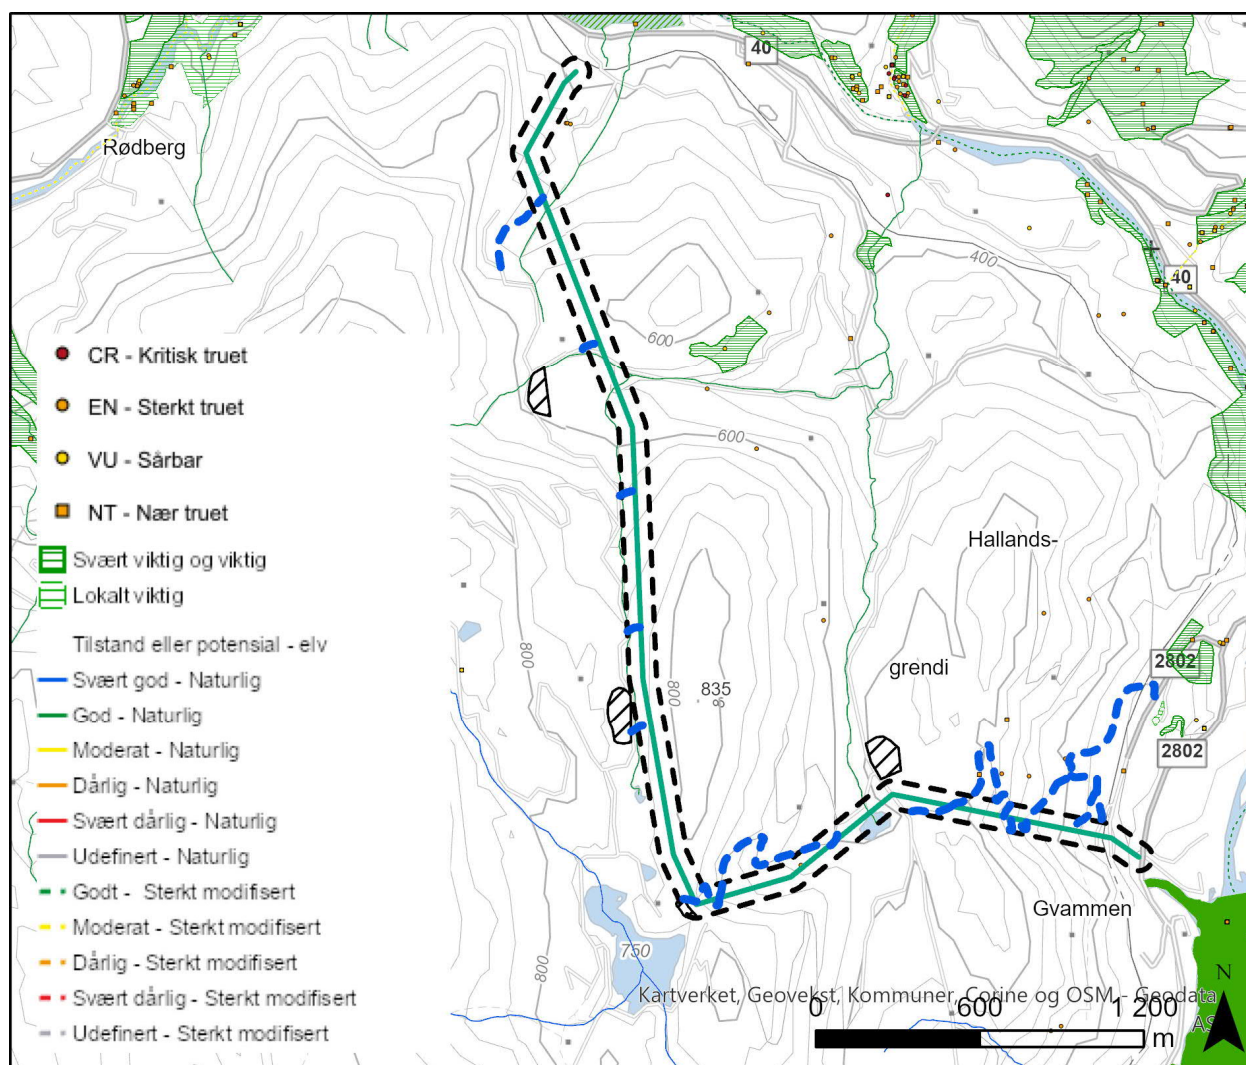 40
Rødberg
40
400
600
600
CR - Kritisk truet
EN - Sterkt truet
VU - Sårbar
NT - Nær truet
Svært viktig og viktig
Lokalt viktig
Tilstand eller potensial - elv
Svært god - Naturlig
God - Naturlig
Moderat - Naturlig
Dårlig - Naturlig
Svært dårlig - Naturlig
Udefinert - Naturlig
Godt - Sterkt modifisert
Moderat - Sterkt modifisert
Dårlig - Sterkt modifisert
Svært dårlig - Sterkt modifisert
Udefinert - Sterkt modifisert
Hallands-
grendi
800
800
835
2802
2802
Gvammen
750
800
N
Kartverket, Geovekst, Kommuner, Corine og OSM - Geodata
AS
0 600 1 200
m